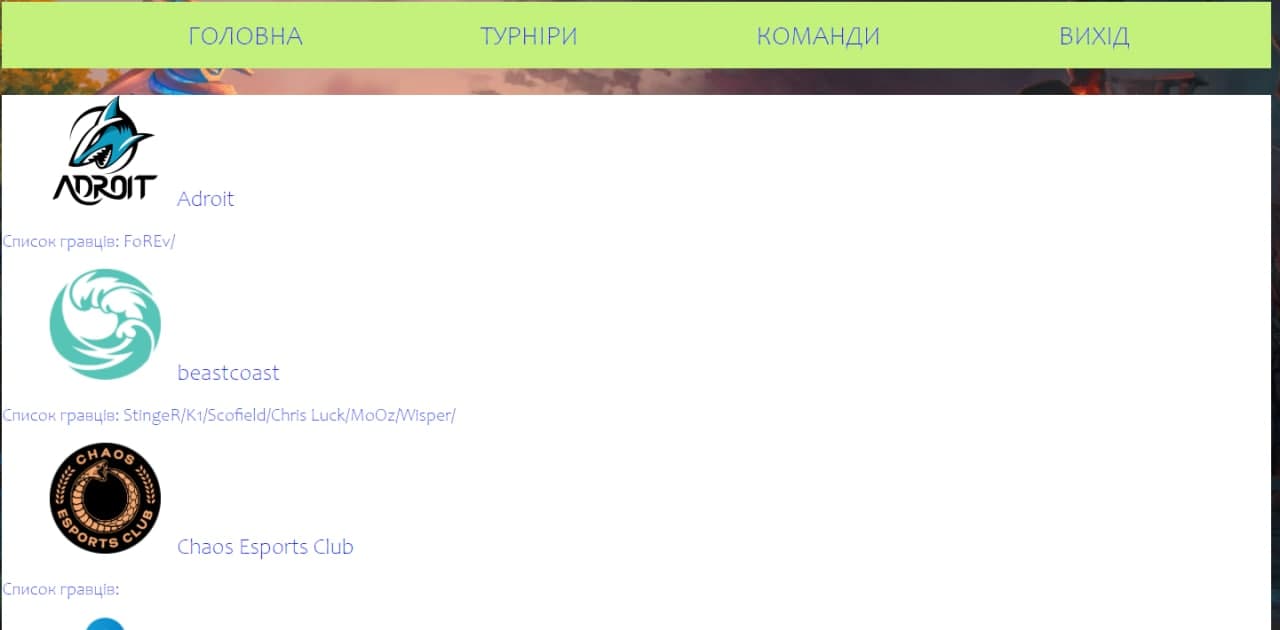 ГОЛОВНА ТУРНІРИ КОМАНДИ ВИХІД
ADROIT
Adroit
Список гравців: FoREv/
beastcoast
Список гравців: StingeR/K1/Scofield/Chris Luck/MoOz/Wisper/
CHAOS
ESPORTS CLUB
Chaos Esports Club
Список гравців: